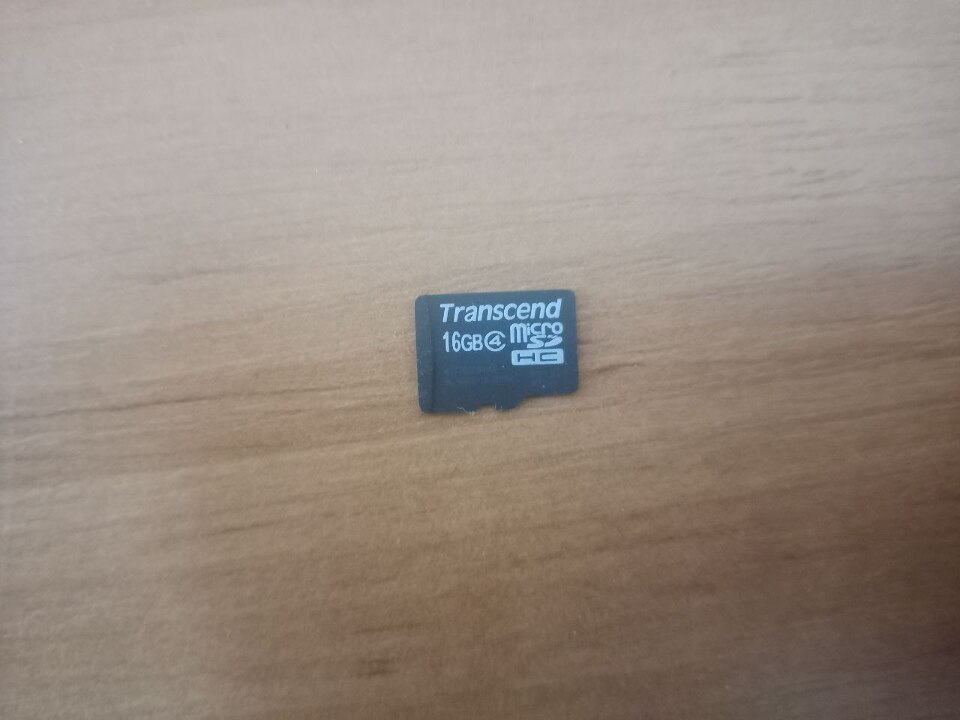 Transcend
16GB 4 Micro
SD
HC